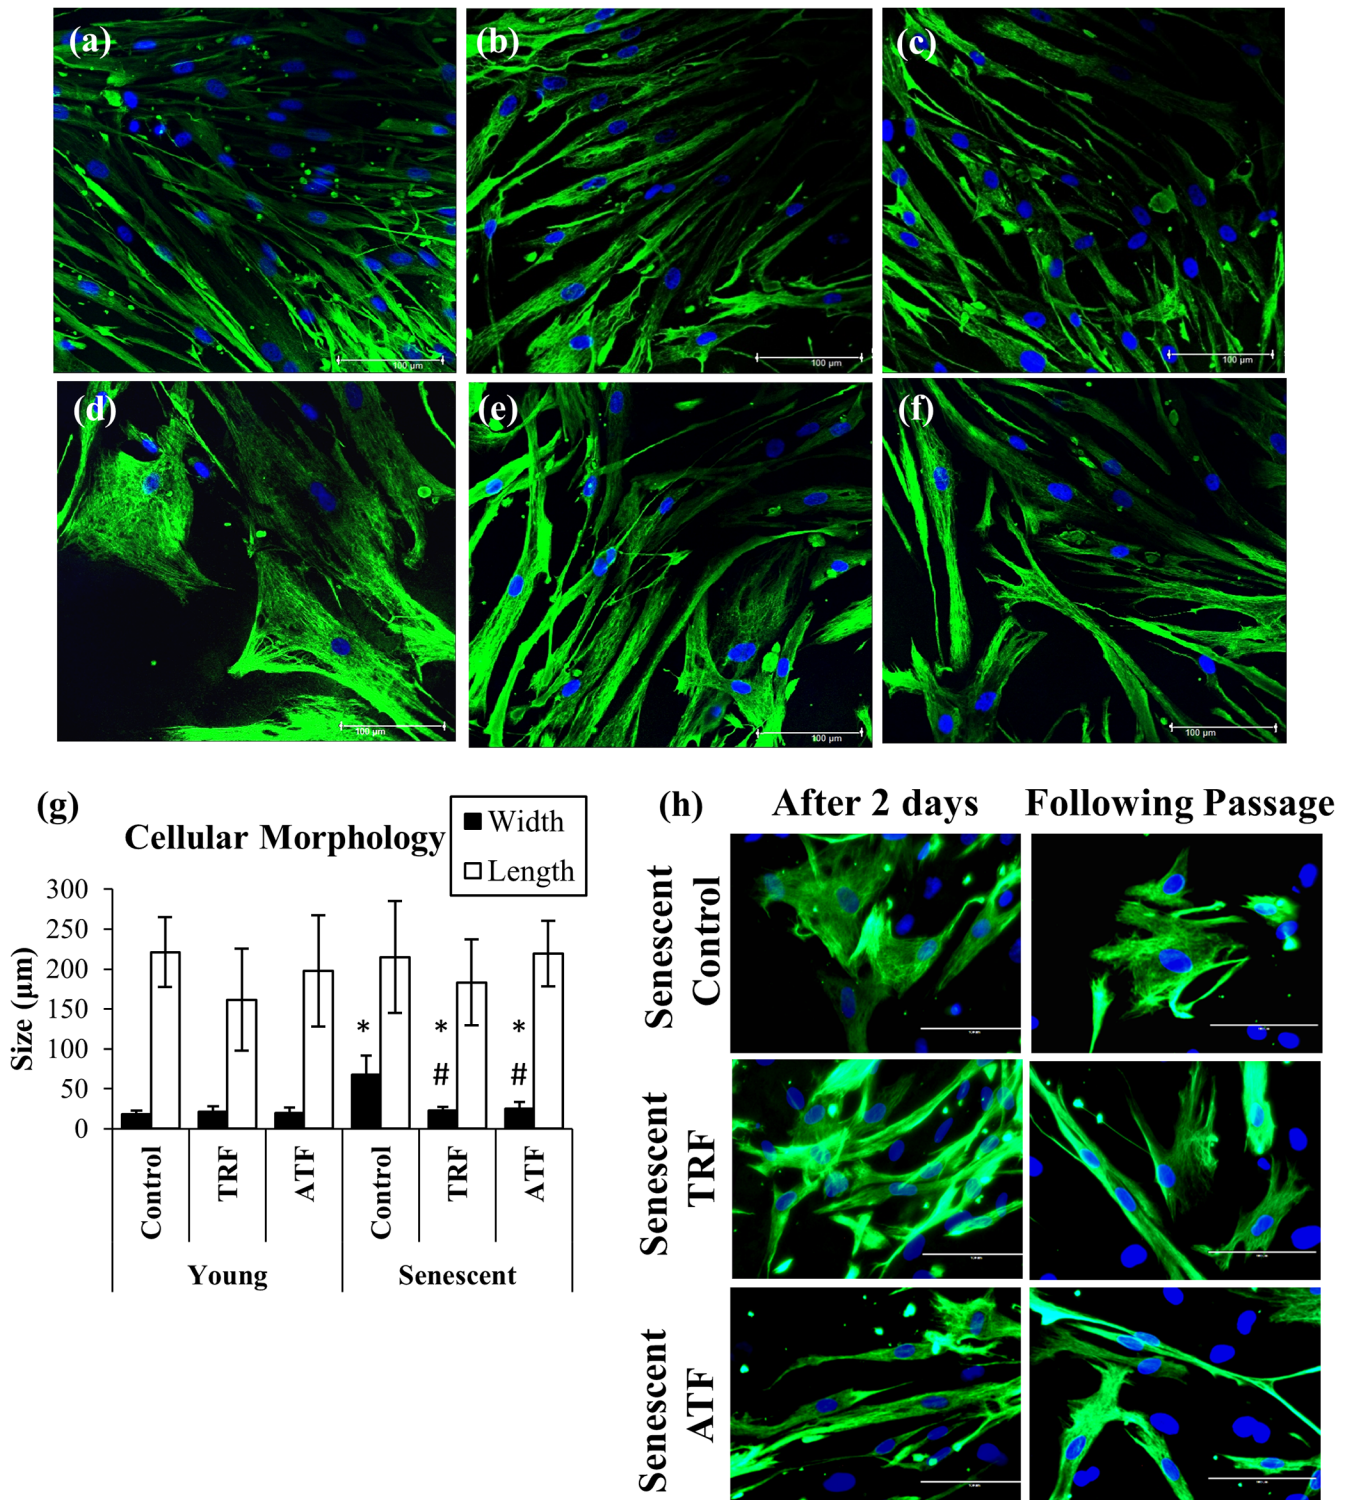 (a)
(b)
(c)
100 µm
100 µm
100 µm
(d)
(e)
(f)
100 µm
100 µm
100 µm
(g)
Cellular Morphology
Width
Length
Size (µm)
300
250
200
150
100
50
0
*
*
*
#
#
Control
TRF
ATF
Control
TRF
ATF
Young
Senescent
(h)
After 2 days
Following Passage
Senescent
Control
Senescent
TRF
Senescent
ATF